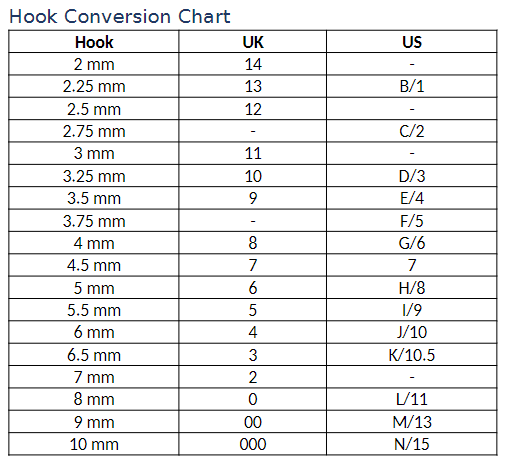 Hook Conversion Chart
Hook UK US
2 mm 14 -
2.25 mm 13 B/1
2.5 mm 12 -
2.75 mm - C/2
3 mm 11 -
3.25 mm 10 D/3
3.5 mm 9 E/4
3.75 mm - F/5
4 mm 8 G/6
4.5 mm 7 7
5 mm 6 H/8
5.5 mm 5 I/9
6 mm 4 J/10
6.5 mm 3 K/10.5
7 mm 2 -
8 mm 0 L/11
9 mm 00 M/13
10 mm 000 N/15